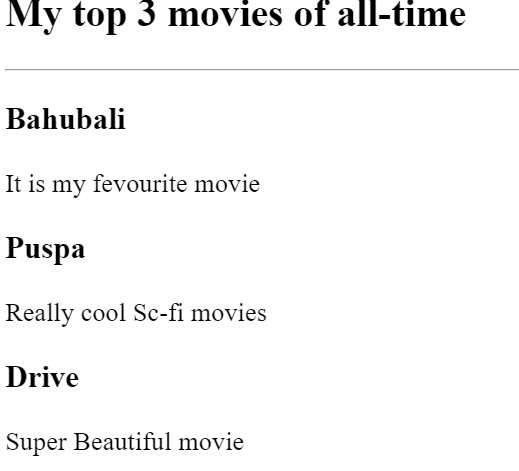 My top 3 movies of all-time
Bahubali
It is my fevourite movie
Puspa
Really cool Sc-fi movies
Drive
Super Beautiful movie